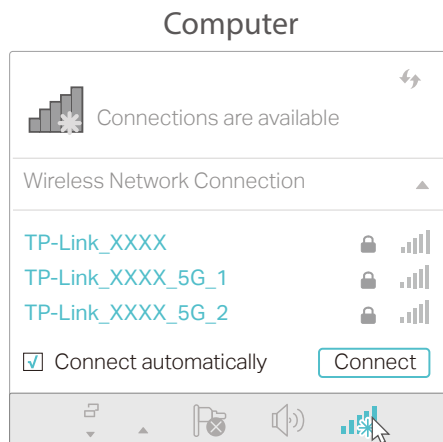 Computer
Connections are available
Wireless Network Connection
TP-Link_XXXX
TP-Link_XXXX_5G_1
TP-Link_XXXX_5G_2
Connect automatically
Connect